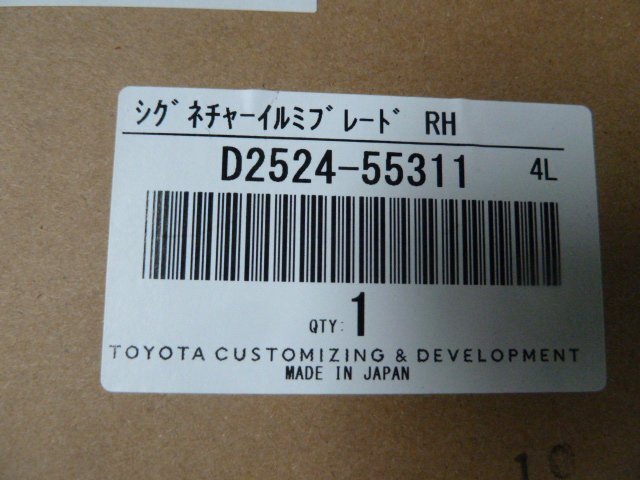 シグネチャーイルミブレード RH
D2524-55311 4L
QTY: 1
TOYOTA CUSTOMIZING & DEVELOPMENT
MADE IN JAPAN